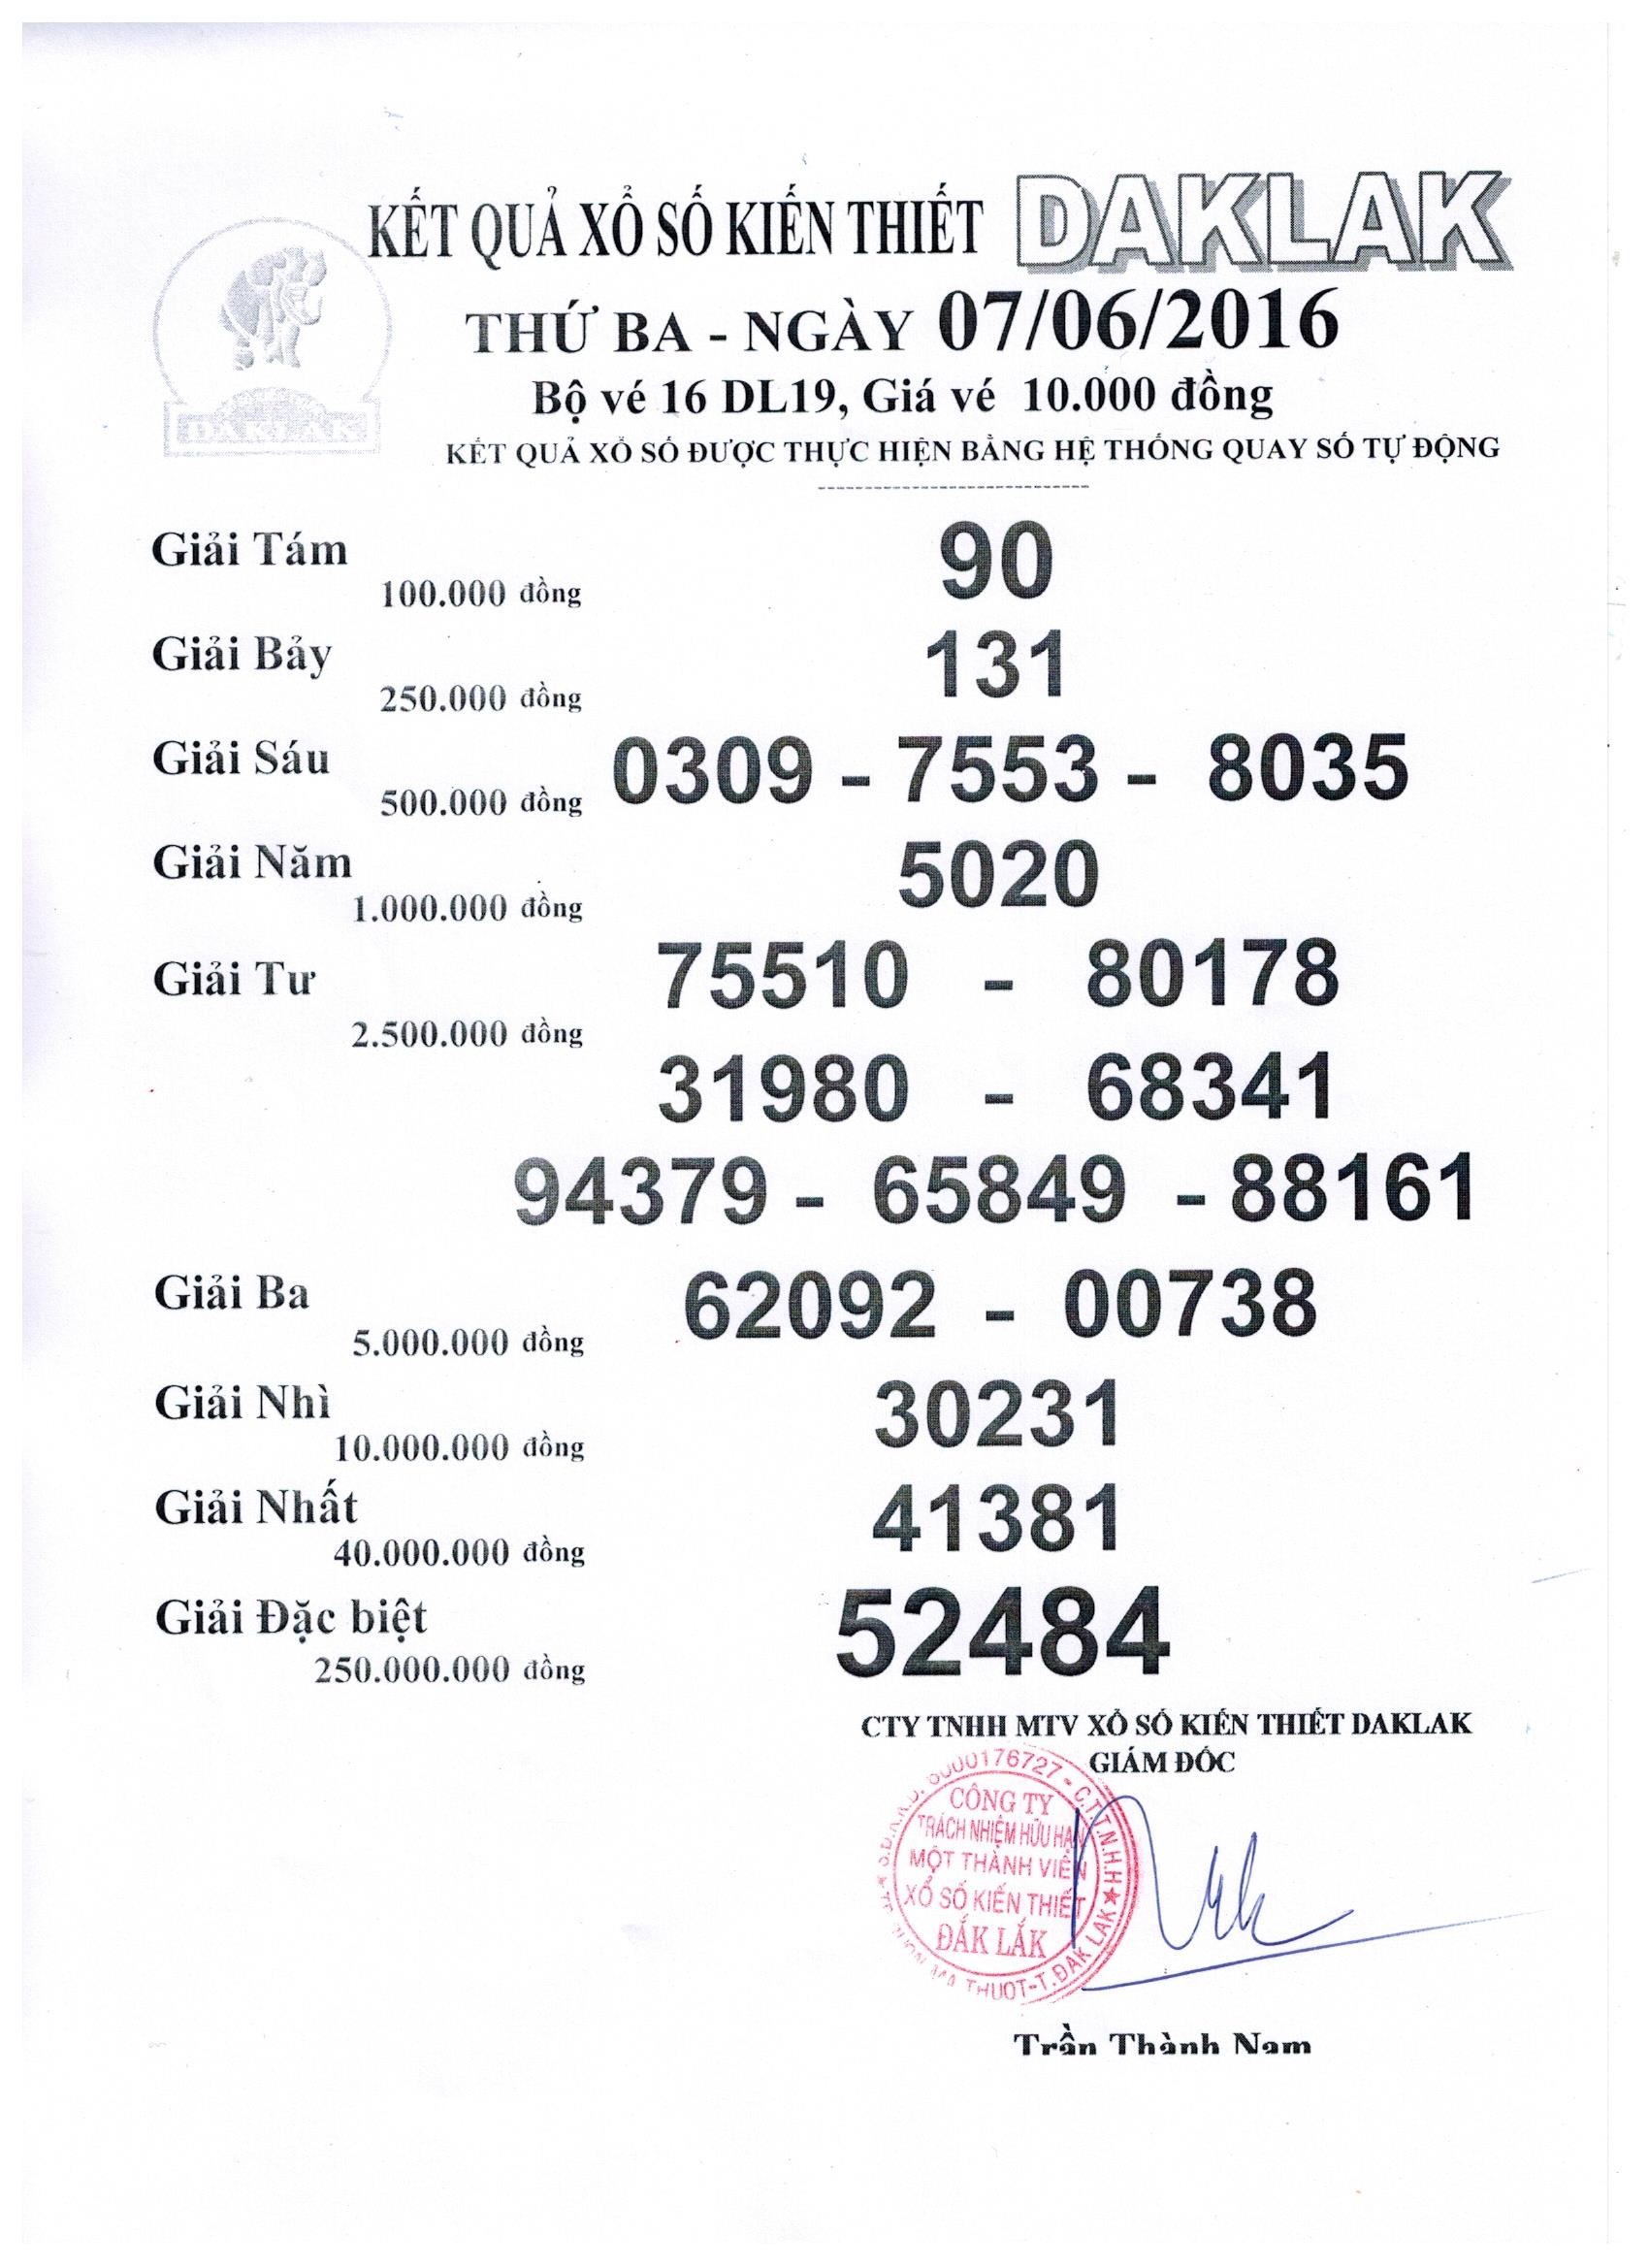 KẾT QUẢ XỔ SỐ KIẾN THIẾT DAKLAK
THỨ BA - NGÀY 07/06/2016
Bộ vé 16 DL19, Giá vé 10.000 đồng
KẾT QUẢ XỔ SỐ ĐƯỢC THỰC HIỆN BẰNG HỆ THỐNG QUAY SỐ TỰ ĐỘNG
DAKLAK
Giải Tám 90
100.000 đồng
Giải Bảy 131
250.000 đồng
Giải Sáu 0309 - 7553 - 8035
500.000 đồng
Giải Năm 5020
1.000.000 đồng
Giải Tư 75510 - 80178
2.500.000 đồng
31980 - 68341
94379 - 65849 - 88161
Giải Ba 62092 - 00738
5.000.000 đồng
Giải Nhì 30231
10.000.000 đồng
Giải Nhất 41381
40.000.000 đồng
Giải Đặc biệt 52484
250.000.000 đồng
CTY TNHH MTV XỔ SỐ KIẾN THIẾT DAKLAK
GIÁM ĐỐC
6000176727 - C.T.T.N.H.H
CÔNG TY
TRÁCH NHIỆM HỮU HẠN
MỘT THÀNH VIÊN
XỔ SỐ KIẾN THIẾT
ĐẮK LẮK
MA THUOT-T.ĐAK LAK
Trần Thành Nam